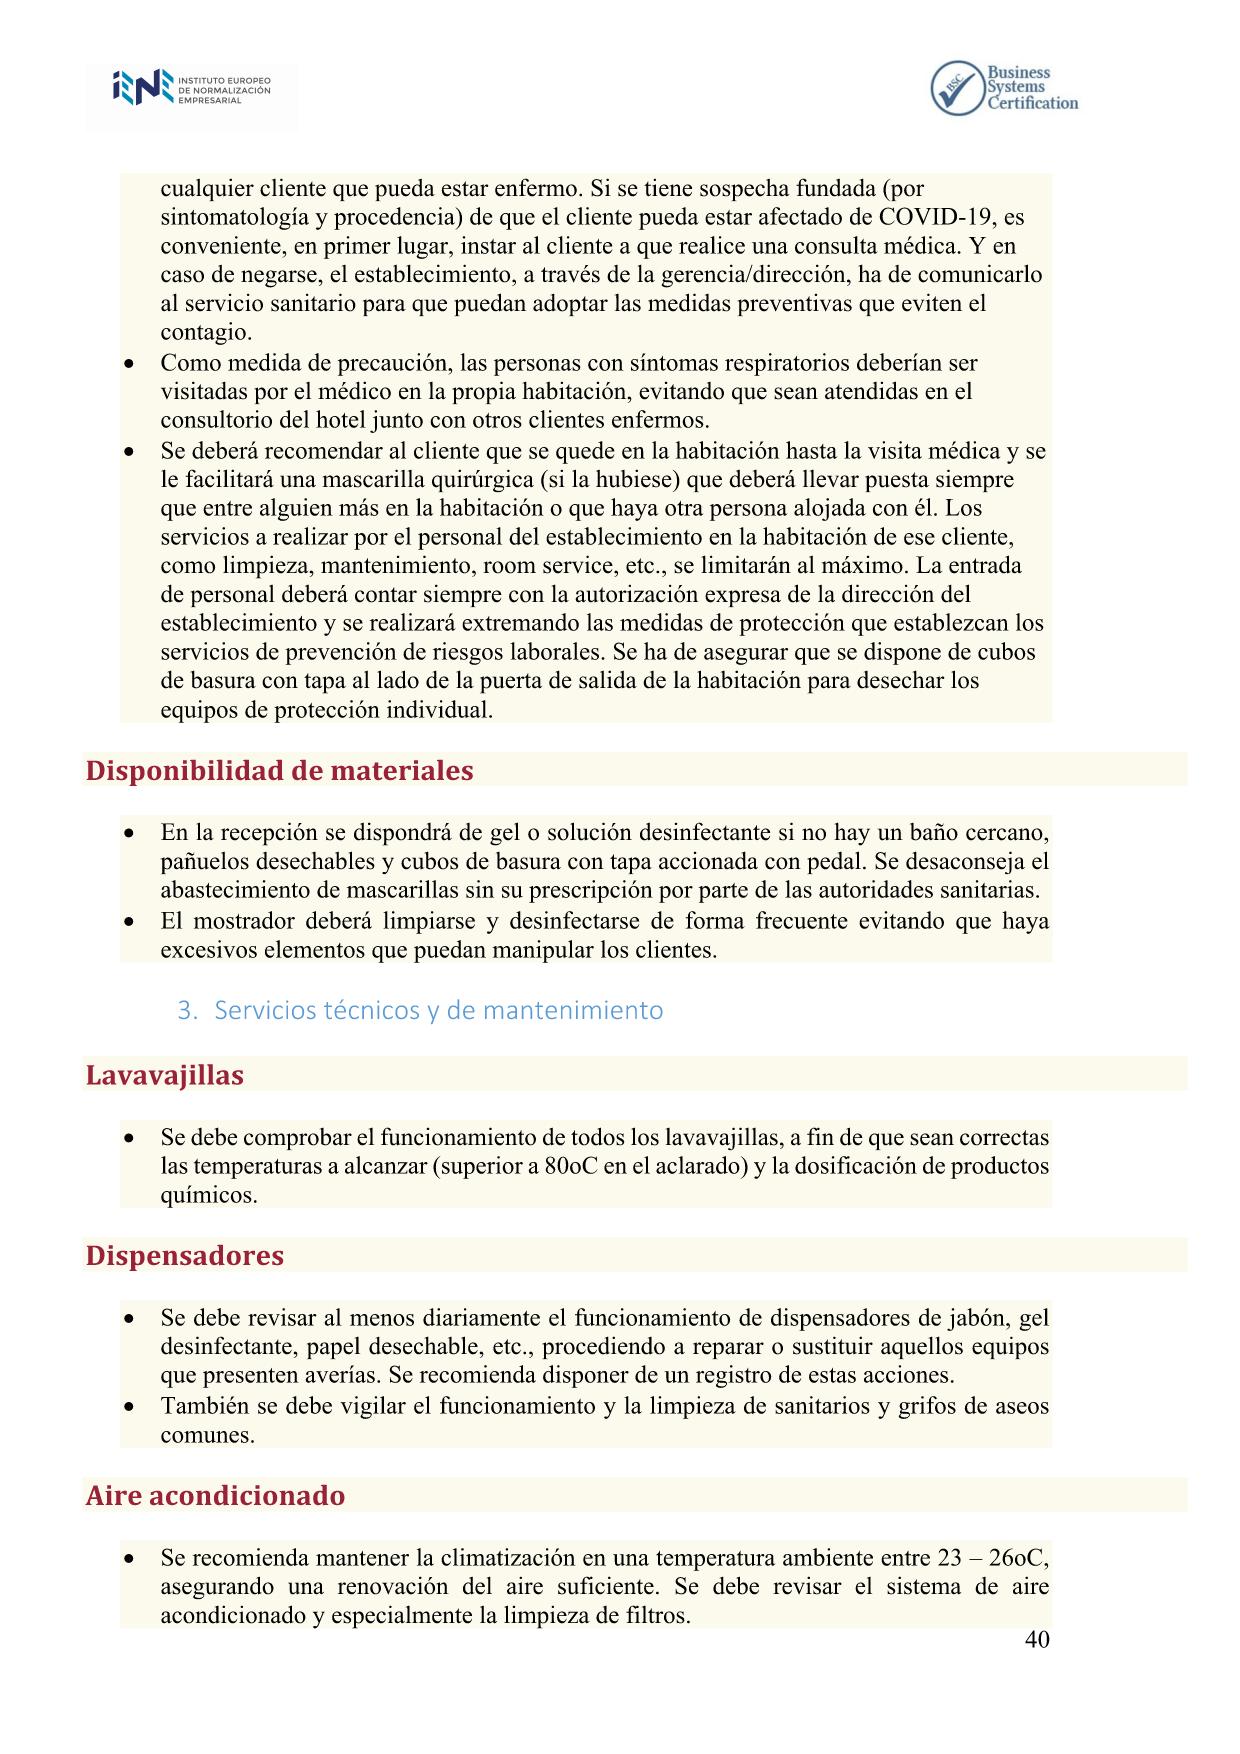 INSTITUTO EUROPEO
DE NORMALIZACIÓN
EMPRESARIAL
BSC
Business
Systems
Certification
cualquier cliente que pueda estar enfermo. Si se tiene sospecha fundada (por
sintomatología y procedencia) de que el cliente pueda estar afectado de COVID-19, es
conveniente, en primer lugar, instar al cliente a que realice una consulta médica. Y en
caso de negarse, el establecimiento, a través de la gerencia/dirección, ha de comunicarlo
al servicio sanitario para que puedan adoptar las medidas preventivas que eviten el
contagio.
• Como medida de precaución, las personas con síntomas respiratorios deberían ser
visitadas por el médico en la propia habitación, evitando que sean atendidas en el
consultorio del hotel junto con otros clientes enfermos.
• Se deberá recomendar al cliente que se quede en la habitación hasta la visita médica y se
le facilitará una mascarilla quirúrgica (si la hubiese) que deberá llevar puesta siempre
que entre alguien más en la habitación o que haya otra persona alojada con él. Los
servicios a realizar por el personal del establecimiento en la habitación de ese cliente,
como limpieza, mantenimiento, room service, etc., se limitarán al máximo. La entrada
de personal deberá contar siempre con la autorización expresa de la dirección del
establecimiento y se realizará extremando las medidas de protección que establezcan los
servicios de prevención de riesgos laborales. Se ha de asegurar que se dispone de cubos
de basura con tapa al lado de la puerta de salida de la habitación para desechar los
equipos de protección individual.
Disponibilidad de materiales
• En la recepción se dispondrá de gel o solución desinfectante si no hay un baño cercano,
pañuelos desechables y cubos de basura con tapa accionada con pedal. Se desaconseja el
abastecimiento de mascarillas sin su prescripción por parte de las autoridades sanitarias.
• El mostrador deberá limpiarse y desinfectarse de forma frecuente evitando que haya
excesivos elementos que puedan manipular los clientes.
3. Servicios técnicos y de mantenimiento
Lavavajillas
• Se debe comprobar el funcionamiento de todos los lavavajillas, a fin de que sean correctas
las temperaturas a alcanzar (superior a 80oC en el aclarado) y la dosificación de productos
químicos.
Dispensadores
• Se debe revisar al menos diariamente el funcionamiento de dispensadores de jabón, gel
desinfectante, papel desechable, etc., procediendo a reparar o sustituir aquellos equipos
que presenten averías. Se recomienda disponer de un registro de estas acciones.
• También se debe vigilar el funcionamiento y la limpieza de sanitarios y grifos de aseos
comunes.
Aire acondicionado
• Se recomienda mantener la climatización en una temperatura ambiente entre 23 – 26oC,
asegurando una renovación del aire suficiente. Se debe revisar el sistema de aire
acondicionado y especialmente la limpieza de filtros.
40